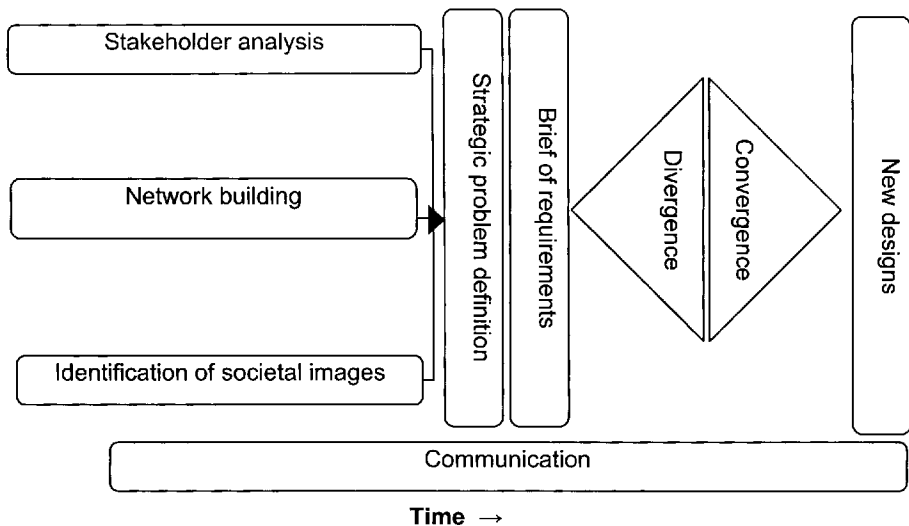 Stakeholder analysis
Network building
Identification of societal images
Strategic problem definition
Brief of requirements
Divergence
Convergence
New designs
Communication
Time →